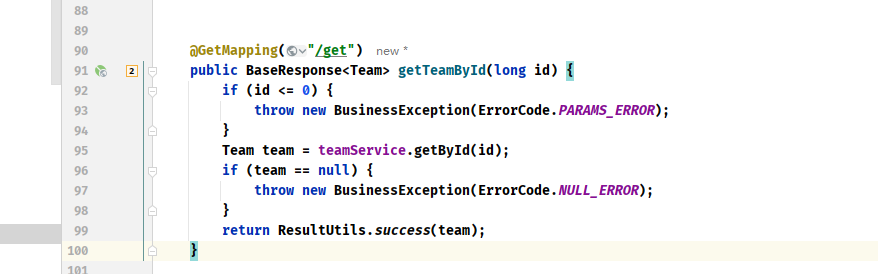 88
89
90 @GetMapping("/get") new *
91 2 public BaseResponse<Team> getTeamById(long id) {
92 if (id <= 0) {
93 throw new BusinessException(ErrorCode.PARAMS_ERROR);
94 }
95 Team team = teamService.getById(id);
96 if (team == null) {
97 throw new BusinessException(ErrorCode.NULL_ERROR);
98 }
99 return ResultUtils.success(team);
100 }
101